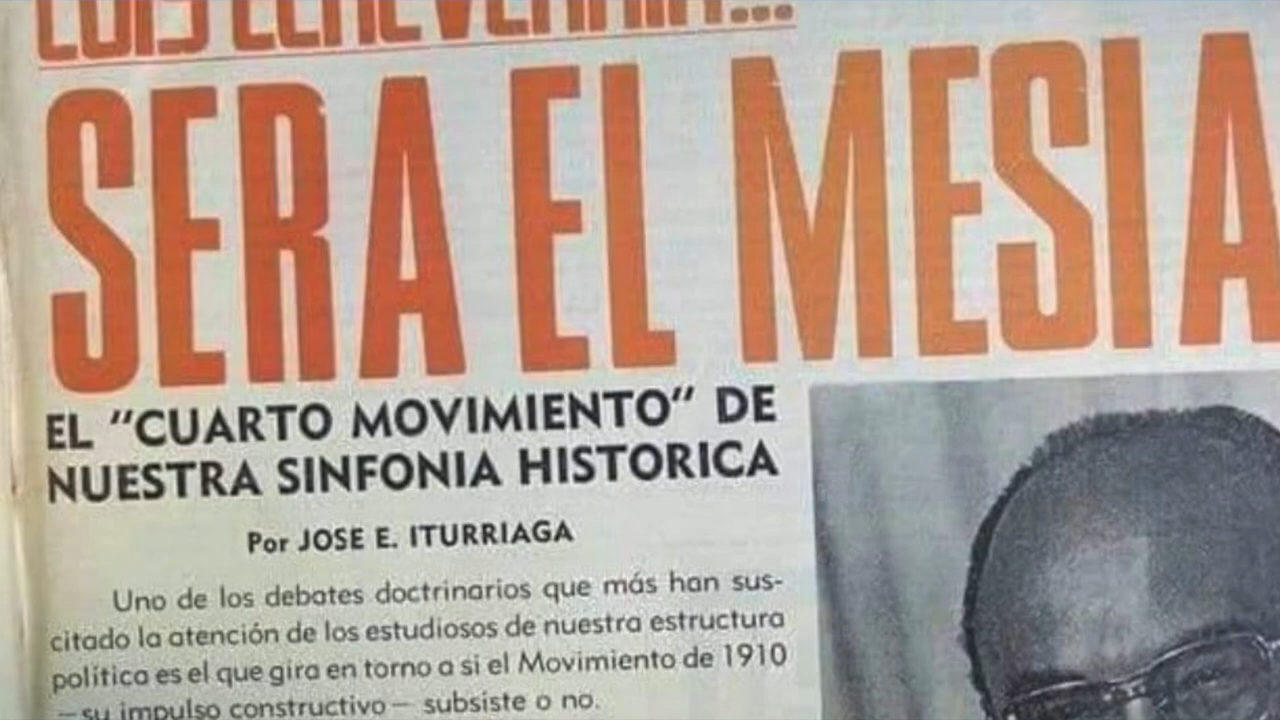 LUIS ECHEVERRIA...
SERA EL MESIA
EL "CUARTO MOVIMIENTO" DE
NUESTRA SINFONIA HISTORICA
Por JOSE E. ITURRIAGA
Uno de los debates doctrinarios que más han sus-
citado la atención de los estudiosos de nuestra estructura
política es el que gira en torno a si el Movimiento de 1910
—su impulso constructivo— subsiste o no.